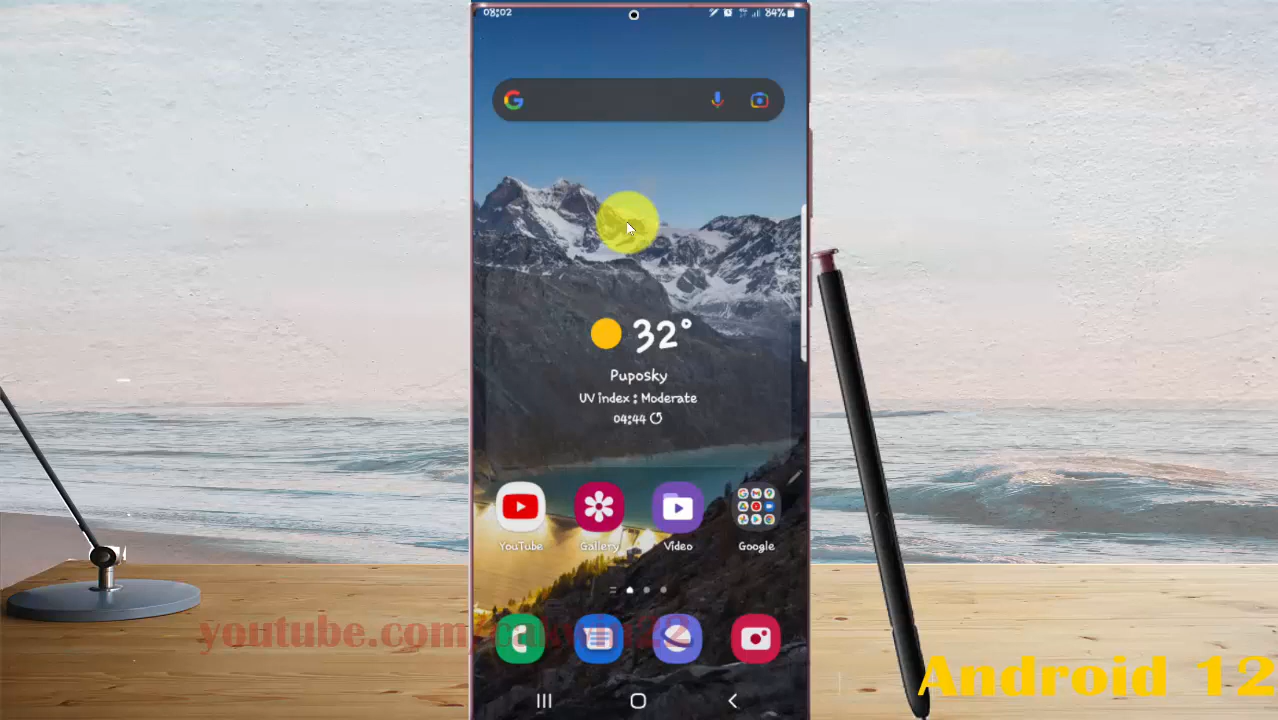 08:02
84%
32°
Puposky
UV index : Moderate
04:44
YouTube
Gallery
Video
Google
youtube.com/
Android 12